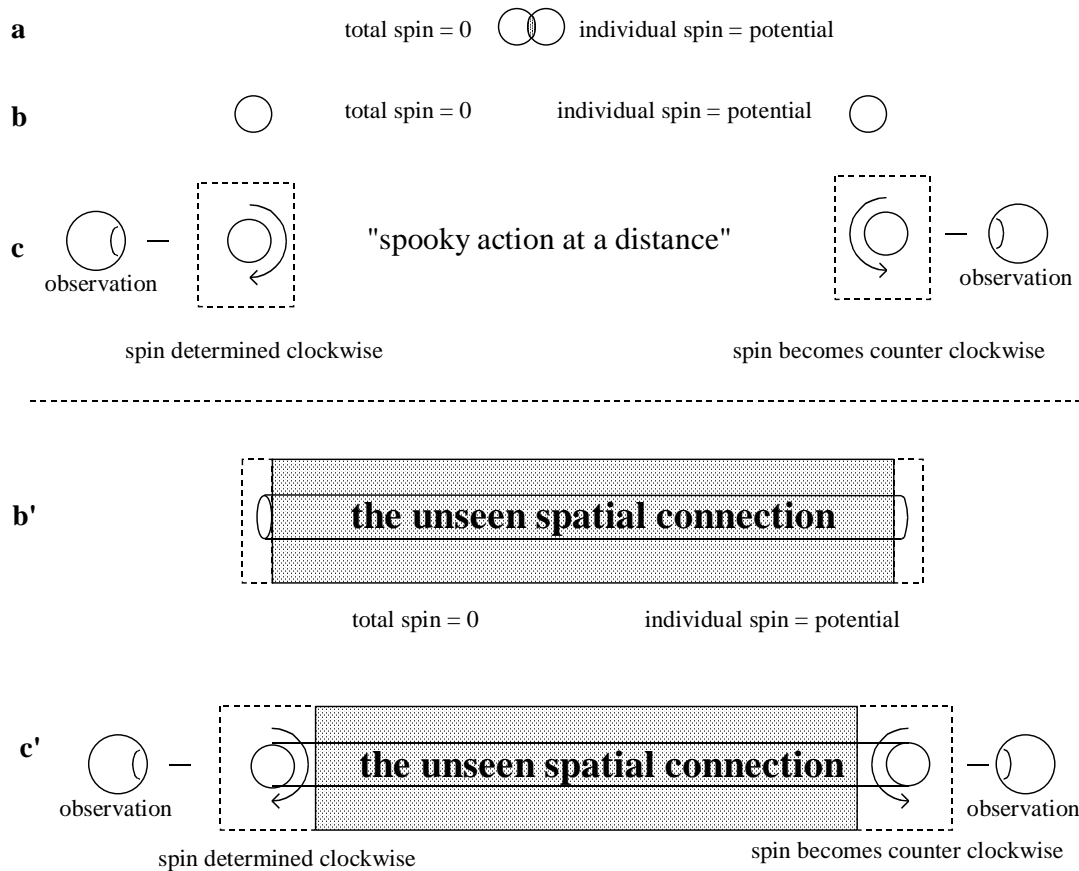 a total spin = 0 individual spin = potential
b total spin = 0 individual spin = potential
c "spooky action at a distance"
observation observation
spin determined clockwise spin becomes counter clockwise
b' the unseen spatial connection
total spin = 0 individual spin = potential
c' the unseen spatial connection
observation observation
spin determined clockwise spin becomes counter clockwise